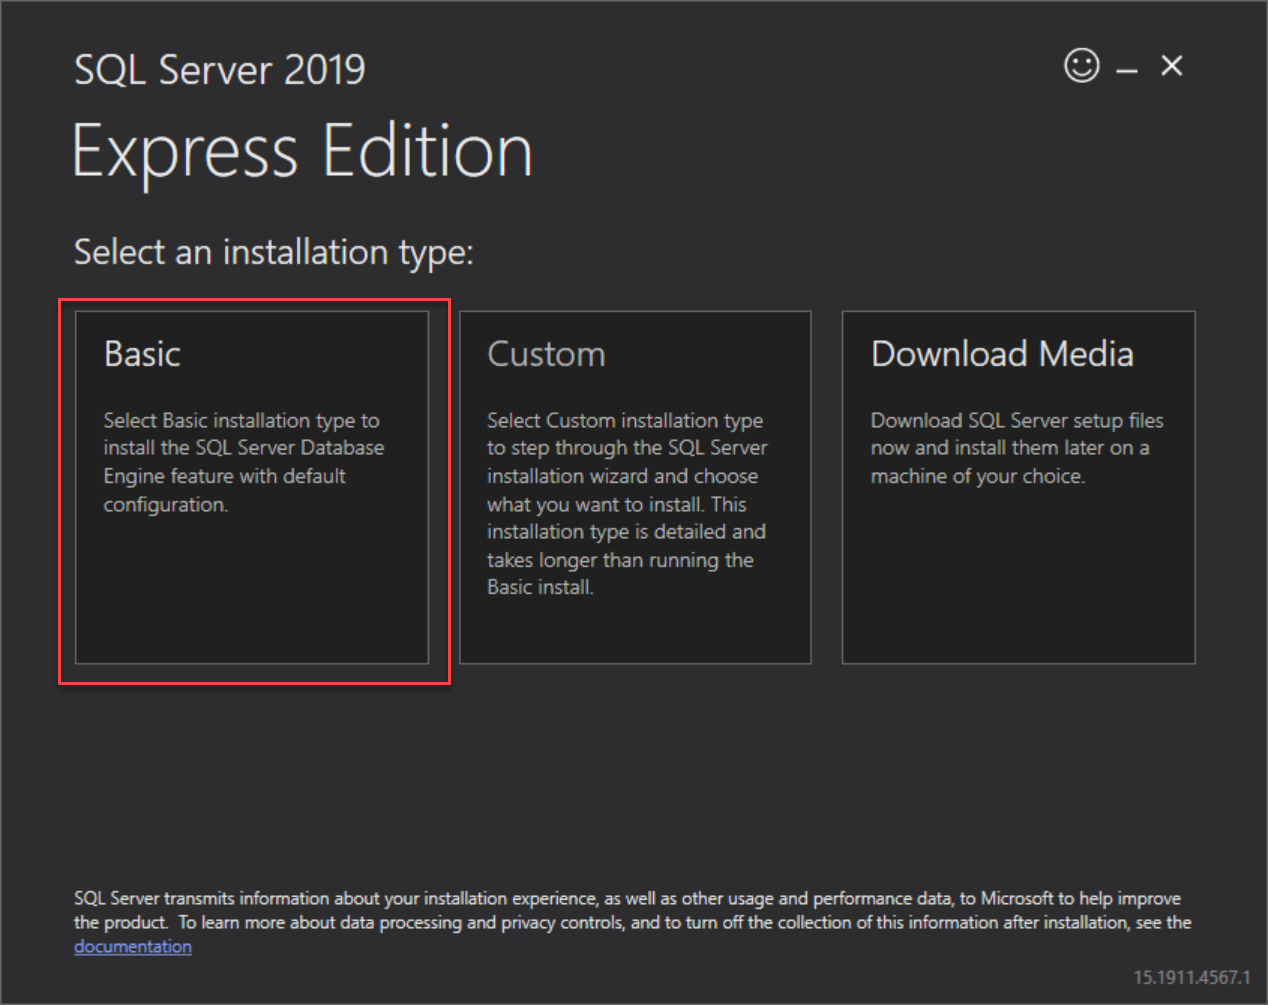 SQL Server 2019
Express Edition
Select an installation type:
Basic
Select Basic installation type to
install the SQL Server Database
Engine feature with default
configuration.
Custom
Select Custom installation type
to step through the SQL Server
installation wizard and choose
what you want to install. This
installation type is detailed and
takes longer than running the
Basic install.
Download Media
Download SQL Server setup files
now and install them later on a
machine of your choice.
SQL Server transmits information about your installation experience, as well as other usage and performance data, to Microsoft to help improve
the product.  To learn more about data processing and privacy controls, and to turn off the collection of this information after installation, see the
documentation
15.1911.4567.1